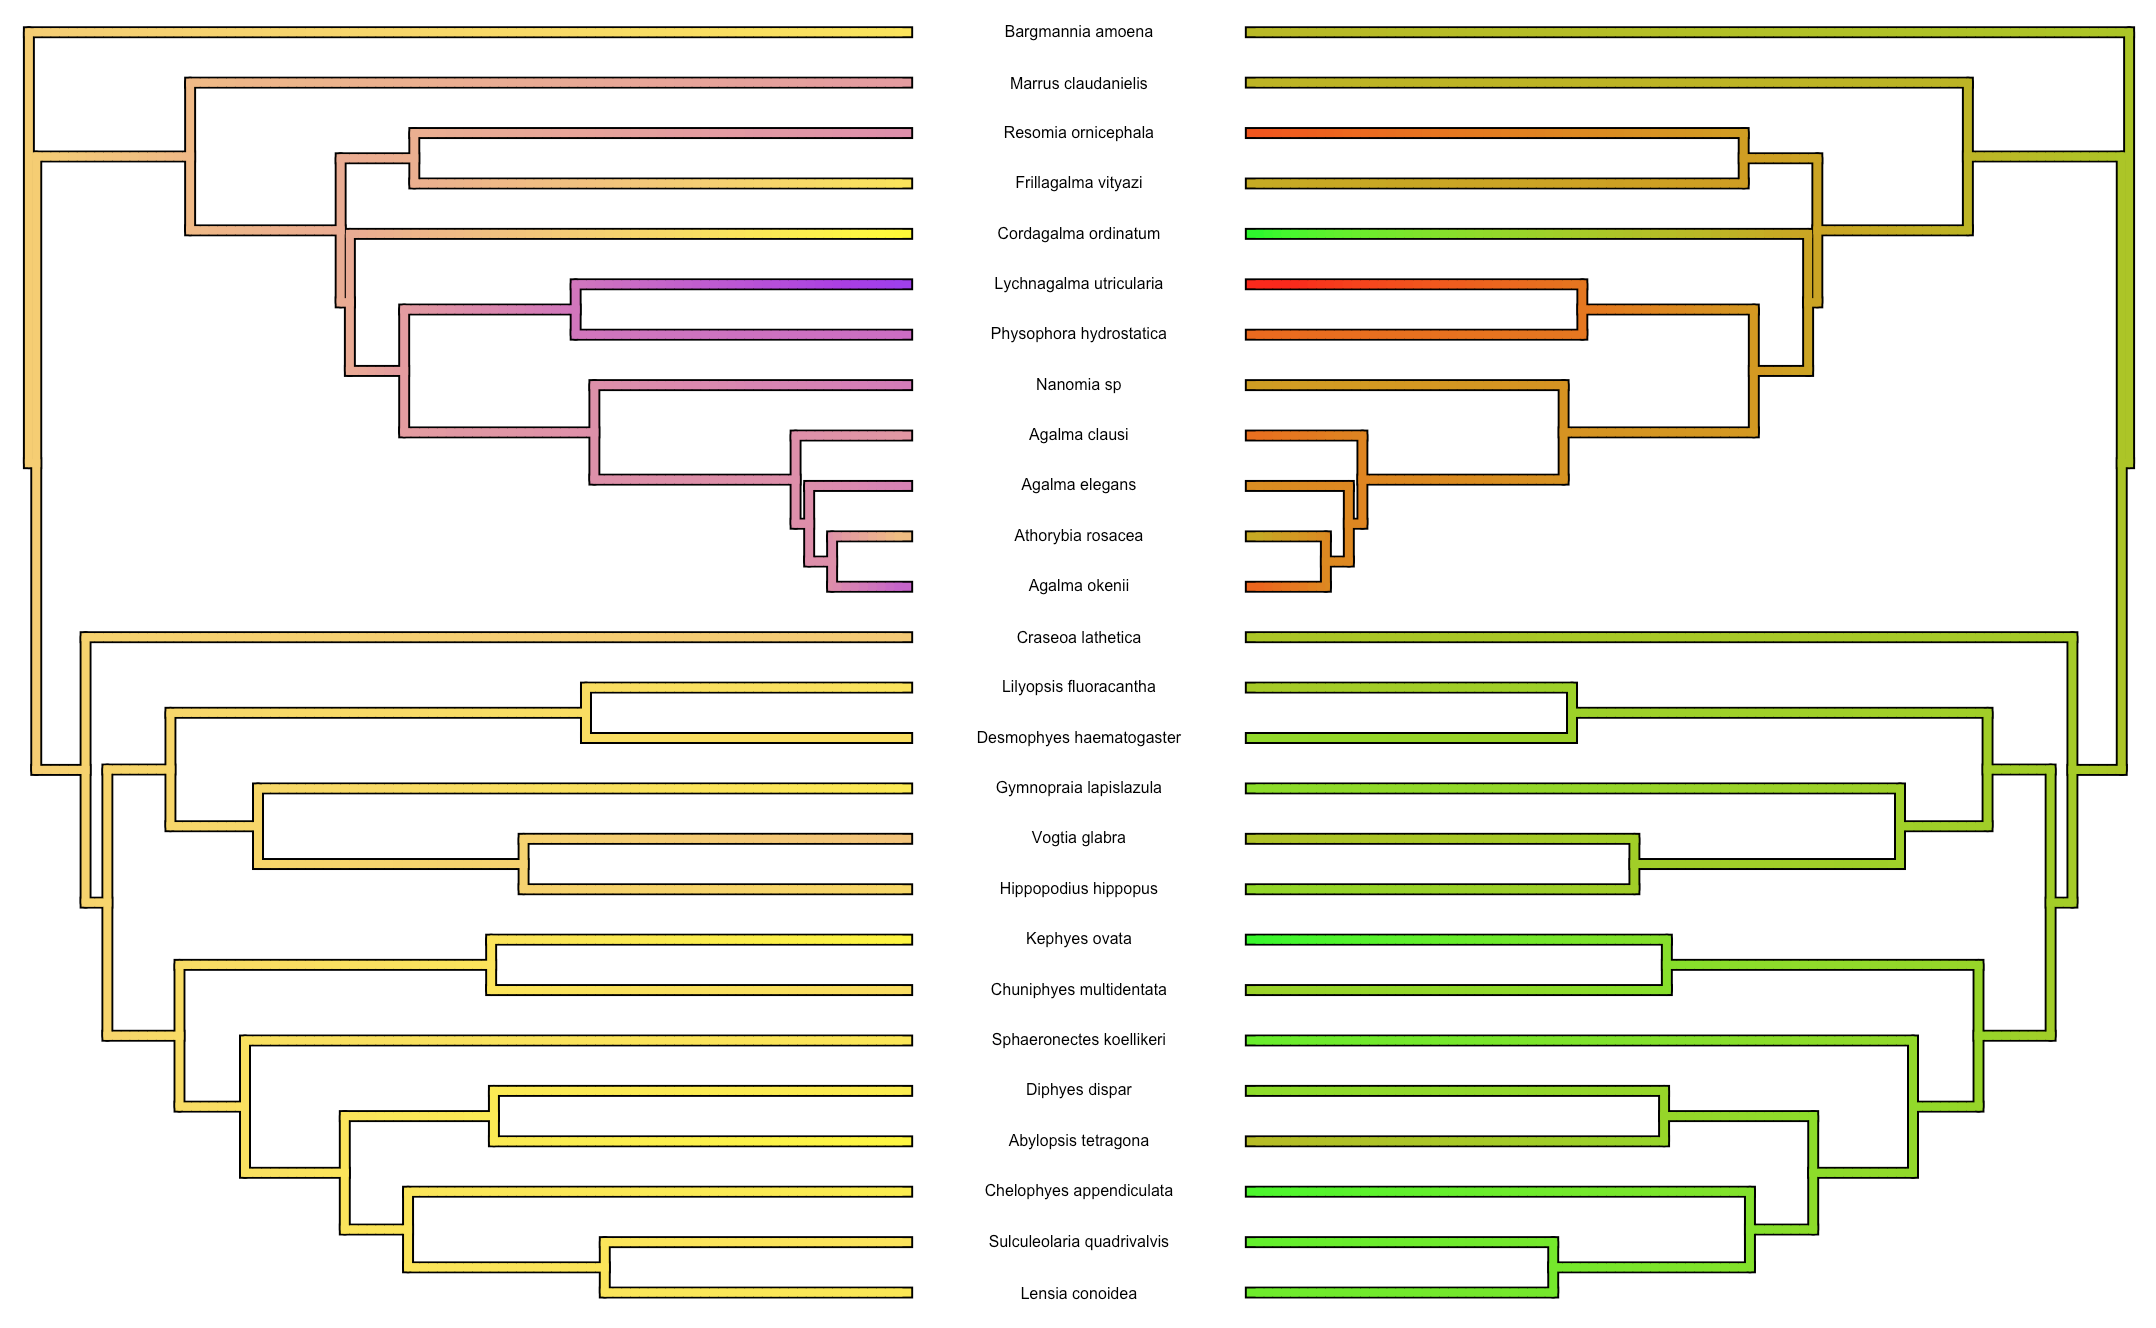 Bargmannia amoena
Marrus claudanielis
Resomia ornicephala
Frillagalma vityazi
Cordagalma ordinatum
Lychnagalma utricularia
Physophora hydrostatica
Nanomia sp
Agalma clausi
Agalma elegans
Athorybia rosacea
Agalma okenii
Craseoa lathetica
Lilyopsis fluoracantha
Desmophyes haematogaster
Gymnopraia lapislazula
Vogtia glabra
Hippopodius hippopus
Kephyes ovata
Chuniphyes multidentata
Sphaeronectes koellikeri
Diphyes dispar
Abylopsis tetragona
Chelophyes appendiculata
Sulculeolaria quadrivalvis
Lensia conoidea